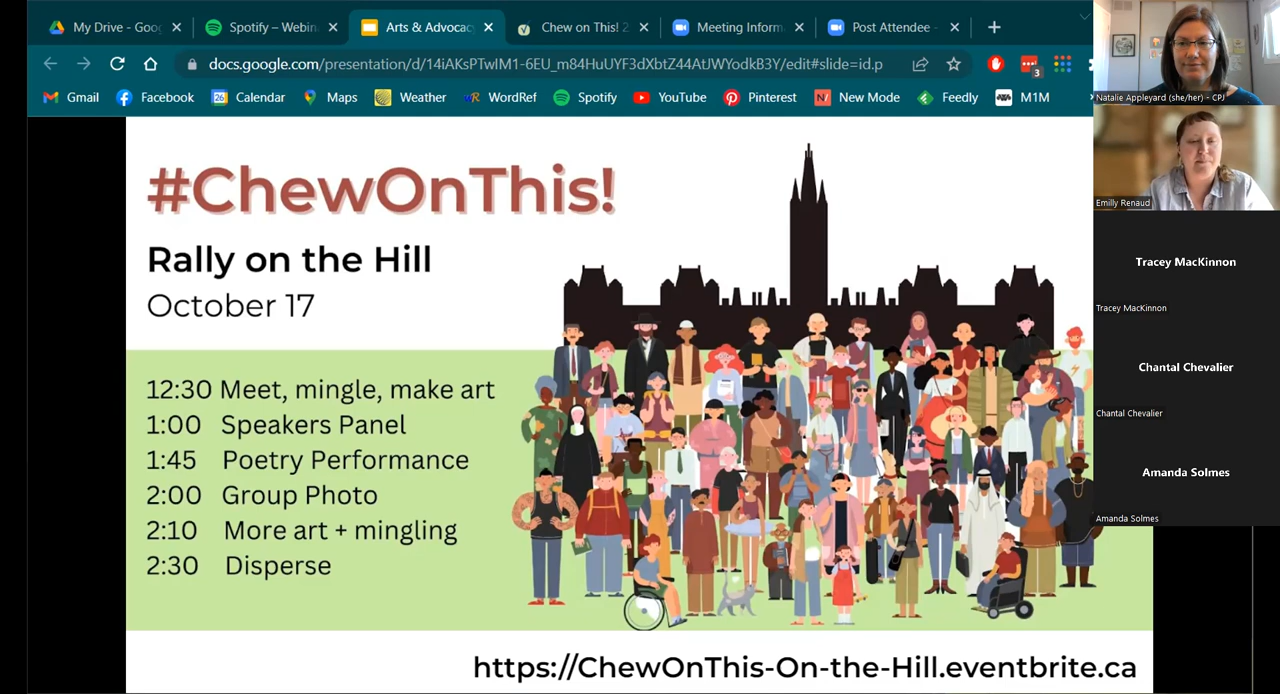 My Drive - Goog
Spotify – Webin
Arts & Advocac
Chew on This! 2
Meeting Inform
Post Attendee -
docs.google.com/presentation/d/14iAKsPTwIM1-6EU_m84HuUYF3dXbtZ44AtJWYodkB3Y/edit#slide=id.p
3
Gmail
Facebook
26
Calendar
Maps
Weather
WordRef
Spotify
YouTube
Pinterest
New Mode
Feedly
M1M
#ChewOnThis!
Rally on the Hill
October 17
12:30 Meet, mingle, make art
1:00 Speakers Panel
1:45 Poetry Performance
2:00 Group Photo
2:10 More art + mingling
2:30 Disperse
https://ChewOnThis-On-the-Hill.eventbrite.ca
Natalie Appleyard (she/her) - CPJ
Emilly Renaud
Tracey MacKinnon
Tracey MacKinnon
Chantal Chevalier
Chantal Chevalier
Amanda Solmes
Amanda Solmes